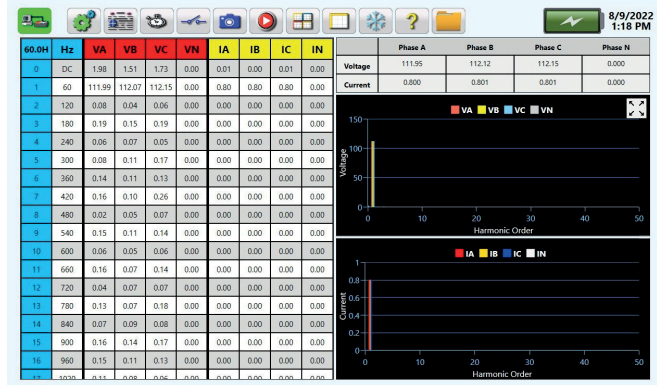 8/9/2022
1:18 PM
60.0H Hz VA VB VC VN IA IB IC IN
0 DC 1.98 1.51 1.73 0.00 0.01 0.00 0.01 0.00
1 60 111.99 112.07 112.15 0.00 0.80 0.80 0.80 0.00
2 120 0.08 0.04 0.06 0.00 0.00 0.00 0.00 0.00
3 180 0.19 0.15 0.19 0.00 0.00 0.00 0.00 0.00
4 240 0.06 0.07 0.05 0.00 0.00 0.00 0.00 0.00
5 300 0.08 0.11 0.17 0.00 0.00 0.00 0.00 0.00
6 360 0.14 0.11 0.13 0.00 0.00 0.00 0.00 0.00
7 420 0.16 0.10 0.26 0.00 0.00 0.00 0.00 0.00
8 480 0.02 0.05 0.07 0.00 0.00 0.00 0.00 0.00
9 540 0.15 0.11 0.14 0.00 0.00 0.00 0.00 0.00
10 600 0.06 0.05 0.06 0.00 0.00 0.00 0.00 0.00
11 660 0.16 0.07 0.14 0.00 0.00 0.00 0.00 0.00
12 720 0.04 0.07 0.07 0.00 0.00 0.00 0.00 0.00
13 780 0.13 0.07 0.18 0.00 0.00 0.00 0.00 0.00
14 840 0.07 0.09 0.08 0.00 0.00 0.00 0.00 0.00
15 900 0.16 0.14 0.17 0.00 0.00 0.00 0.00 0.00
16 960 0.15 0.11 0.13 0.00 0.00 0.00 0.00 0.00
Phase A Phase B Phase C Phase N
Voltage 111.95 112.12 112.15 0.000
Current 0.800 0.801 0.801 0.000
VA VB VC VN
Voltage
150
100
50
0
0 10 20 30 40 50
Harmonic Order
IA IB IC IN
Current
1
0.8
0.6
0.4
0.2
0
0 10 20 30 40 50
Harmonic Order